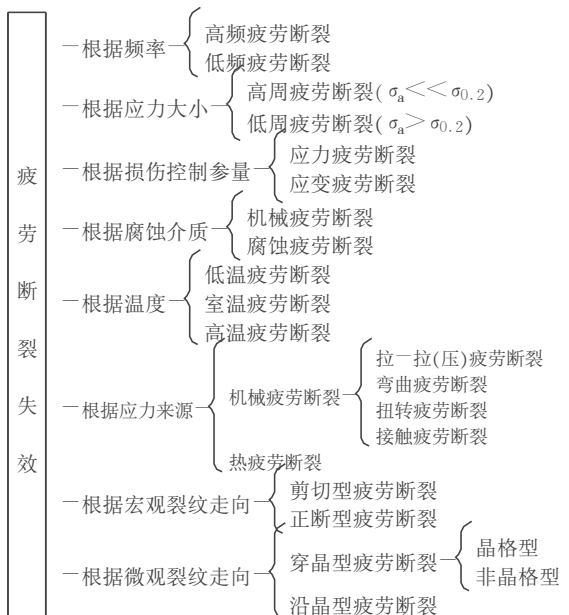 疲劳断裂失效
根据频率
高频疲劳断裂
低频疲劳断裂
根据应力大小
高周疲劳断裂(σa<<σ0.2)
低周疲劳断裂(σa>σ0.2)
根据损伤控制参量
应力疲劳断裂
应变疲劳断裂
根据腐蚀介质
机械疲劳断裂
腐蚀疲劳断裂
根据温度
低温疲劳断裂
室温疲劳断裂
高温疲劳断裂
根据应力来源
机械疲劳断裂
拉一拉(压)疲劳断裂
弯曲疲劳断裂
扭转疲劳断裂
接触疲劳断裂
热疲劳断裂
根据宏观裂纹走向
剪切型疲劳断裂
正断型疲劳断裂
根据微观裂纹走向
穿晶型疲劳断裂
晶格型
非晶格型
沿晶型疲劳断裂